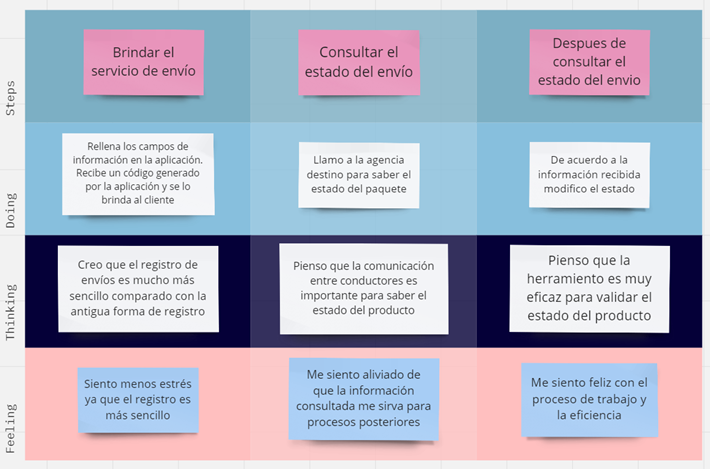 Steps
Brindar el
servicio de envío
Consultar el
estado del envío
Despues de
consultar el
estado del envio
Doing
Rellena los campos de
información en la aplicación.
Recibe un código generado
por la aplicación y se lo
brinda al cliente
Llamo a la agencia
destino para saber el
estado del paquete
De acuerdo a la
información recibida
modifico el estado
Thinking
Creo que el registro de
envíos es mucho más
sencillo comparado con la
antigua forma de registro
Pienso que la comunicación
entre conductores es
importante para saber el
estado del producto
Pienso que la
herramiento es muy
eficaz para validar el
estado del producto
Feeling
Siento menos estrés
ya que el registro es
más sencillo
Me siento aliviado de
que la información
consultada me sirva para
procesos posteriores
Me siento feliz con el
proceso de trabajo y
la eficiencia